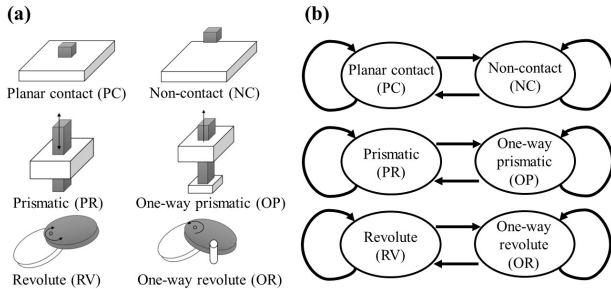 (a)
Planar contact (PC)
Non-contact (NC)
Prismatic (PR)
One-way prismatic (OP)
Revolute (RV)
One-way revolute (OR)
(b)
Planar contact
(PC)
Non-contact
(NC)
Prismatic
(PR)
One-way
prismatic
(OP)
Revolute
(RV)
One-way
revolute
(OR)